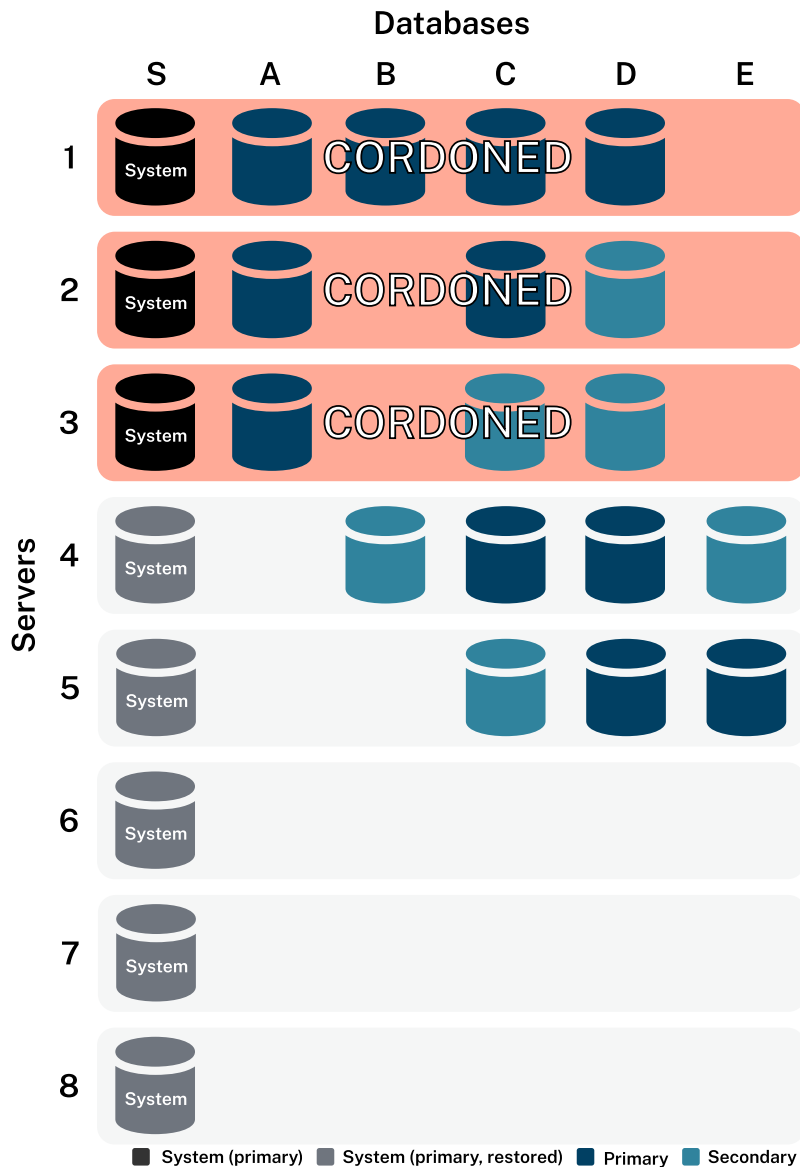 Databases
S A B C D E
1 System CORDONED
2 System CORDONED
3 System CORDONED
Servers
4 System
5 System
6 System
7 System
8 System
System (primary) System (primary, restored) Primary Secondary